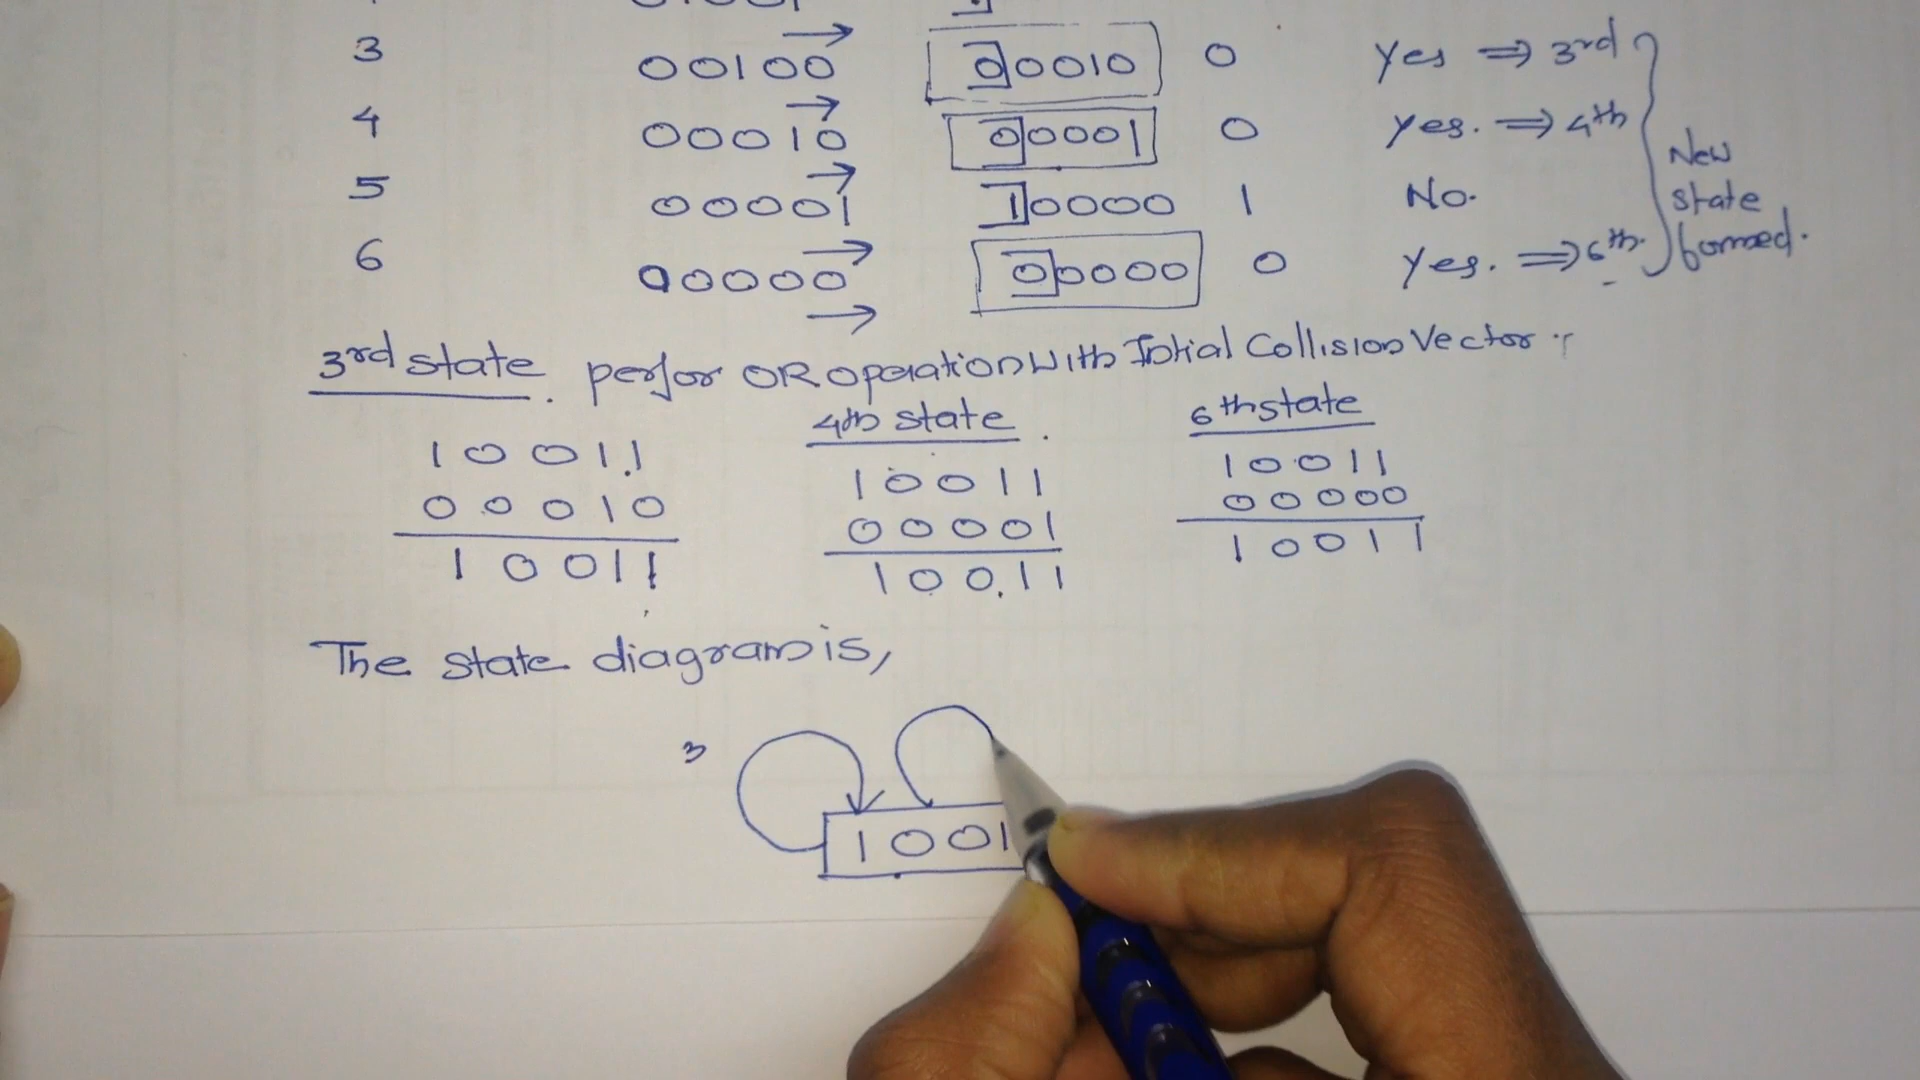 3 00100 00010 0 Yes ⇒ 3rd
4 00010 00001 0 Yes. ⇒ 4th
5 00001 10000 1 No.
6 00000 00000 0 Yes. ⇒ 6th.
New
state
formed.
3rd state. perfor OR operation with Intial Collision Vector :-
4th state. 6th state
10011 10011 10011
00010 00001 00000
10011 10011 10011
The state diagram is,
3
1001